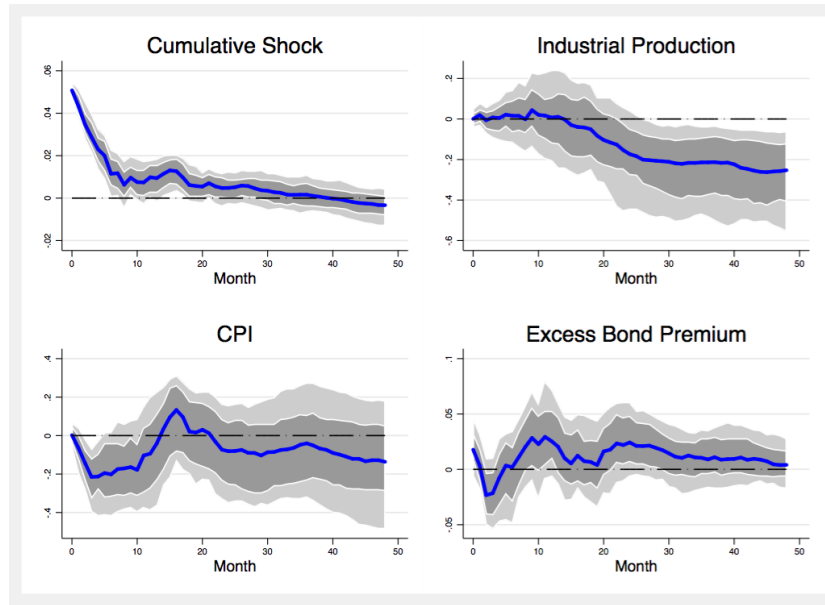 Cumulative Shock
.06
.04
.02
0
-.02
0 10 20 30 40 50
Month
Industrial Production
.2
0
-.2
-.4
-.6
0 10 20 30 40 50
Month
CPI
.4
.2
0
-.2
-.4
0 10 20 30 40 50
Month
Excess Bond Premium
.1
.05
0
-.05
0 10 20 30 40 50
Month